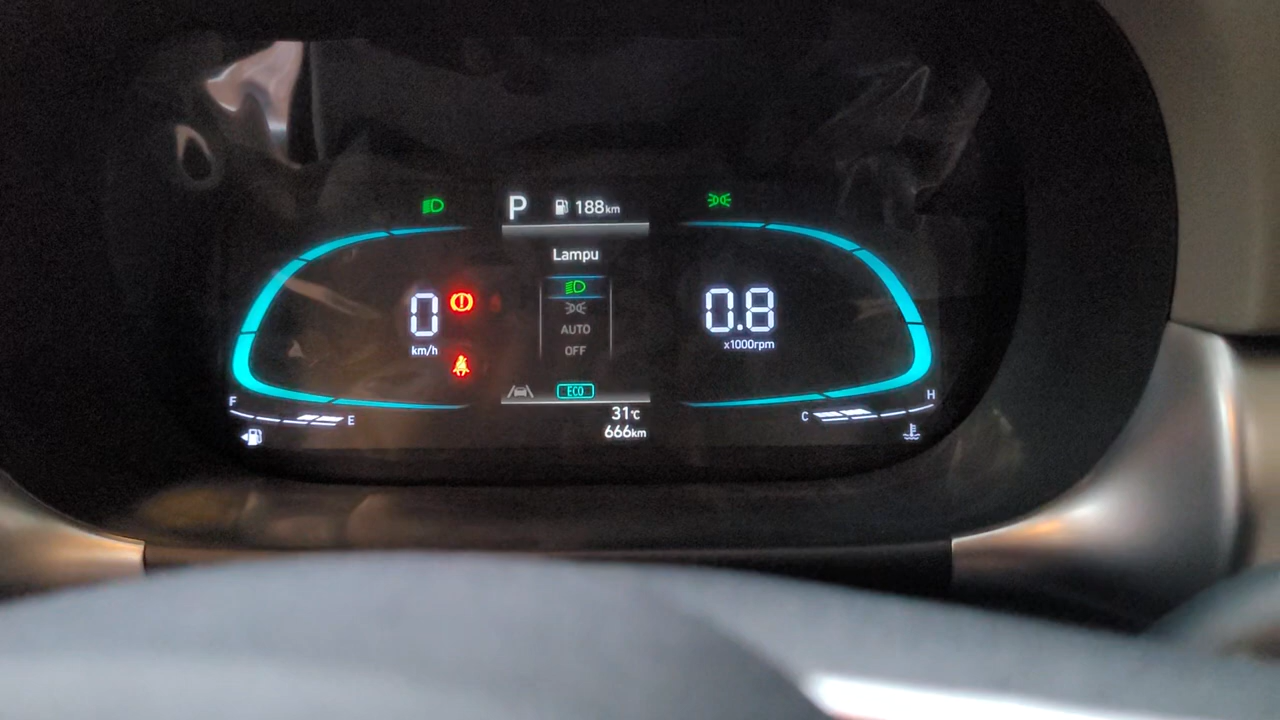 P 188km
Lampu
0
km/h
0.8
x1000rpm
AUTO
OFF
ECO
F
E
31°C
666km
C
H